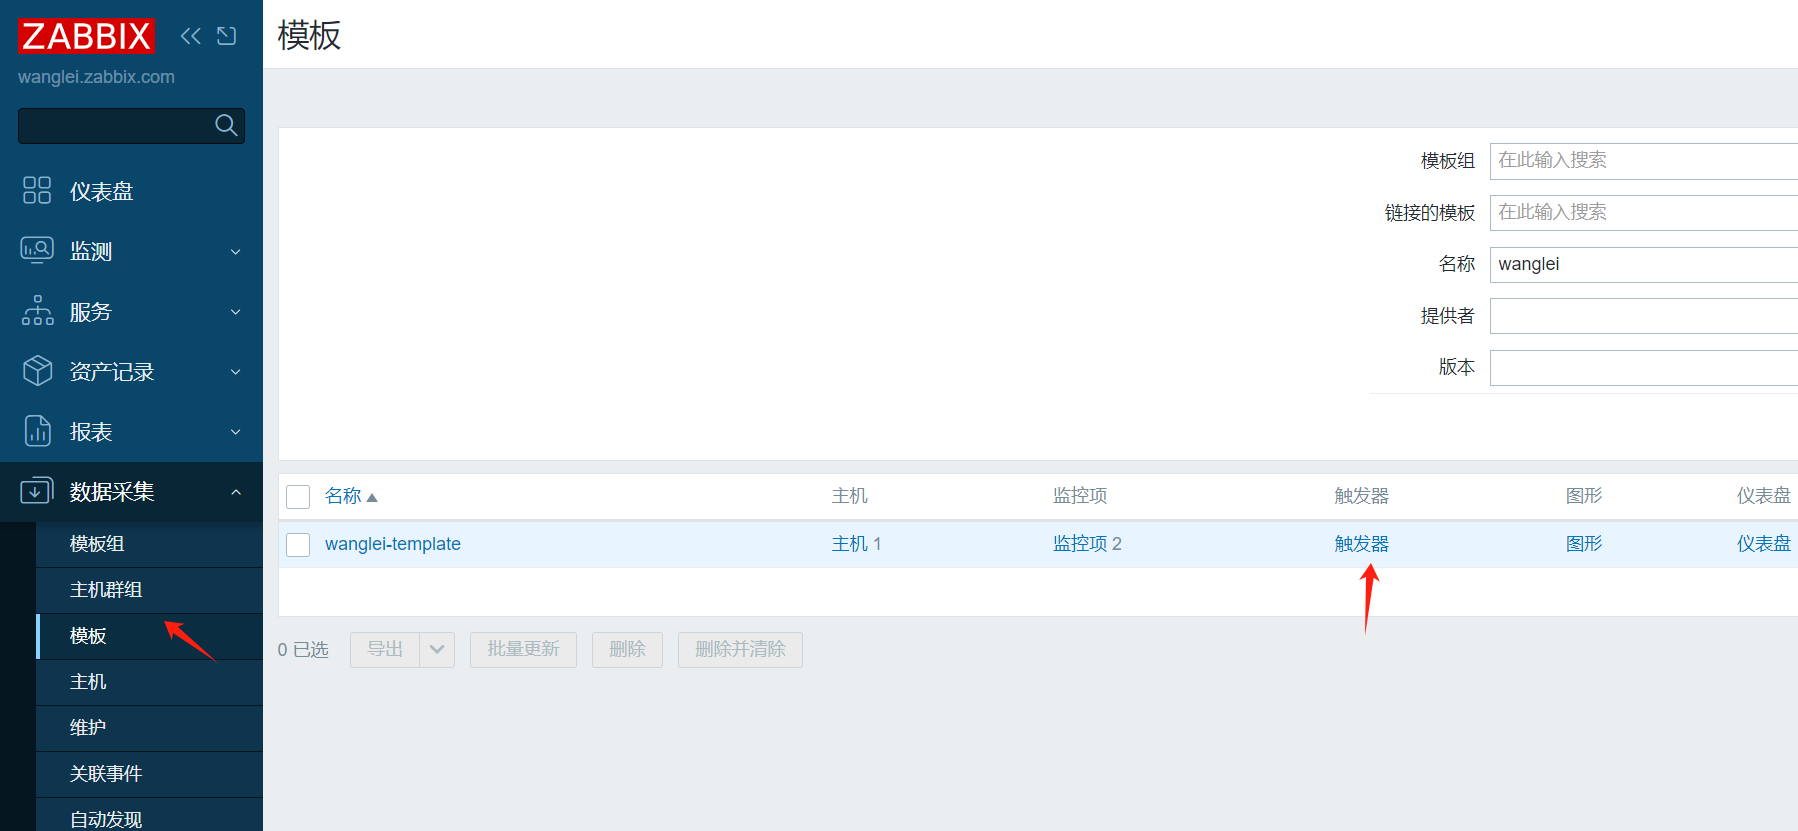 ZABBIX
wanglei.zabbix.com
仪表盘
监测
服务
资产记录
报表
数据采集
模板组
主机群组
模板
主机
维护
关联事件
自动发现
模板
模板组 在此输入搜索
链接的模板 在此输入搜索
名称 wanglei
提供者
版本
名称 主机 监控项 触发器 图形 仪表盘
wanglei-template 主机 1 监控项 2 触发器 图形 仪表盘
0 已选 导出 批量更新 删除 删除并清除